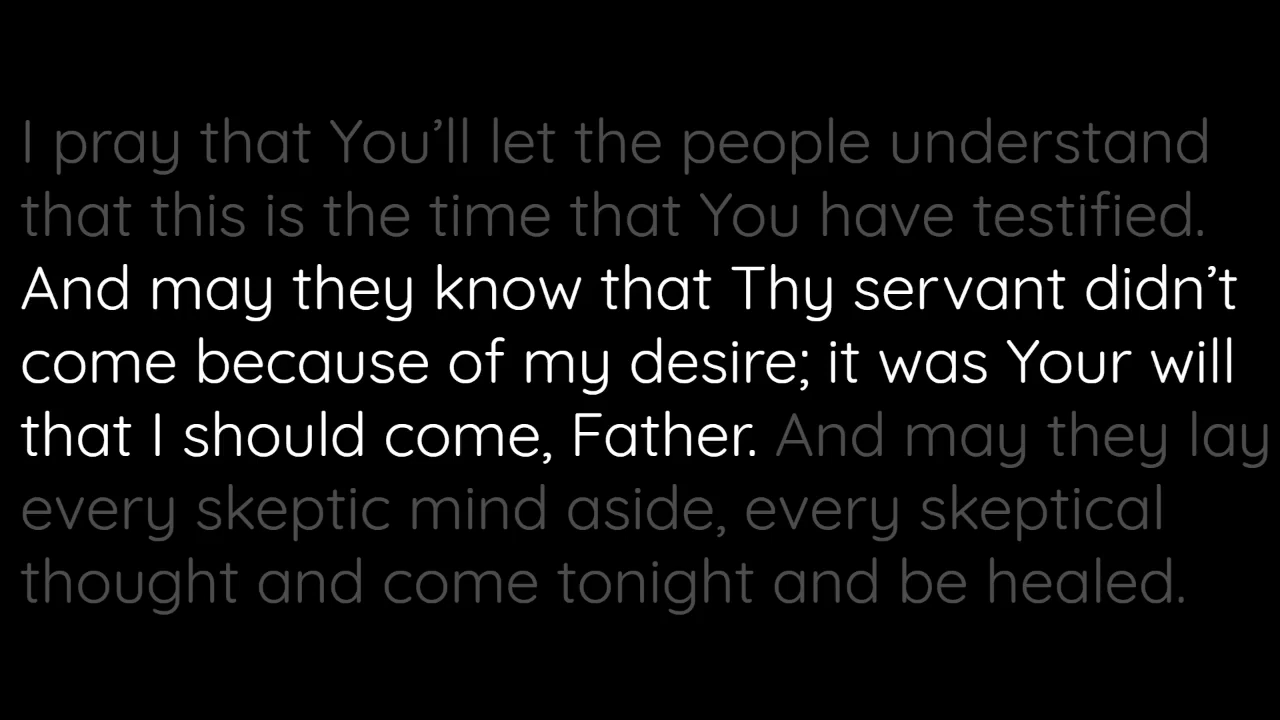 I pray that You’ll let the people understand
that this is the time that You have testified.
And may they know that Thy servant didn’t
come because of my desire; it was Your will
that I should come, Father. And may they lay
every skeptic mind aside, every skeptical
thought and come tonight and be healed.